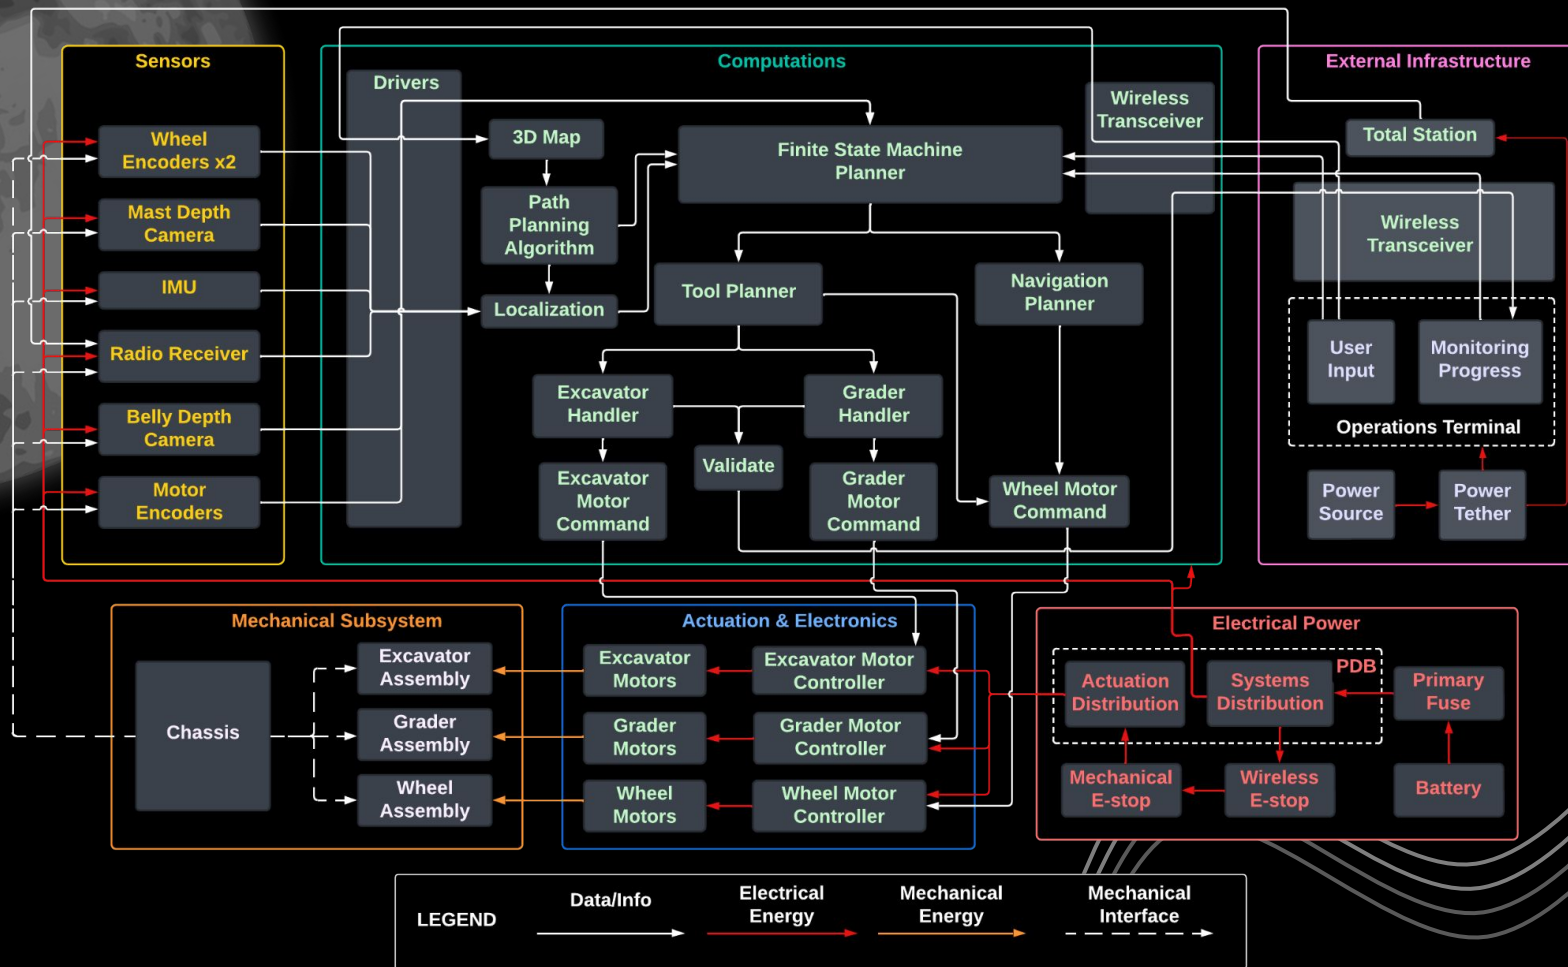 Sensors
Wheel
Encoders x2
Mast Depth
Camera
IMU
Radio Receiver
Belly Depth
Camera
Motor
Encoders
Computations
Drivers
3D Map
Path
Planning
Algorithm
Localization
Finite State Machine
Planner
Wireless
Transceiver
Tool Planner
Navigation
Planner
Excavator
Handler
Grader
Handler
Validate
Excavator
Motor
Command
Grader
Motor
Command
Wheel Motor
Command
External Infrastructure
Total Station
Wireless
Transceiver
User
Input
Monitoring
Progress
Operations Terminal
Power
Source
Power
Tether
Mechanical Subsystem
Chassis
Excavator
Assembly
Grader
Assembly
Wheel
Assembly
Actuation & Electronics
Excavator
Motors
Excavator Motor
Controller
Grader
Motors
Grader Motor
Controller
Wheel
Motors
Wheel Motor
Controller
Electrical Power
PDB
Actuation
Distribution
Systems
Distribution
Primary
Fuse
Mechanical
E-stop
Wireless
E-stop
Battery
LEGEND
Data/Info
Electrical
Energy
Mechanical
Energy
Mechanical
Interface